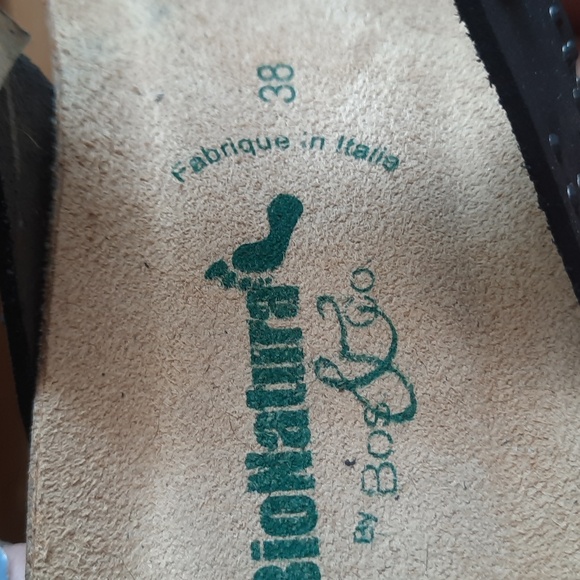 38
Fabrique in Italia
BioNatura
By Bos & Co